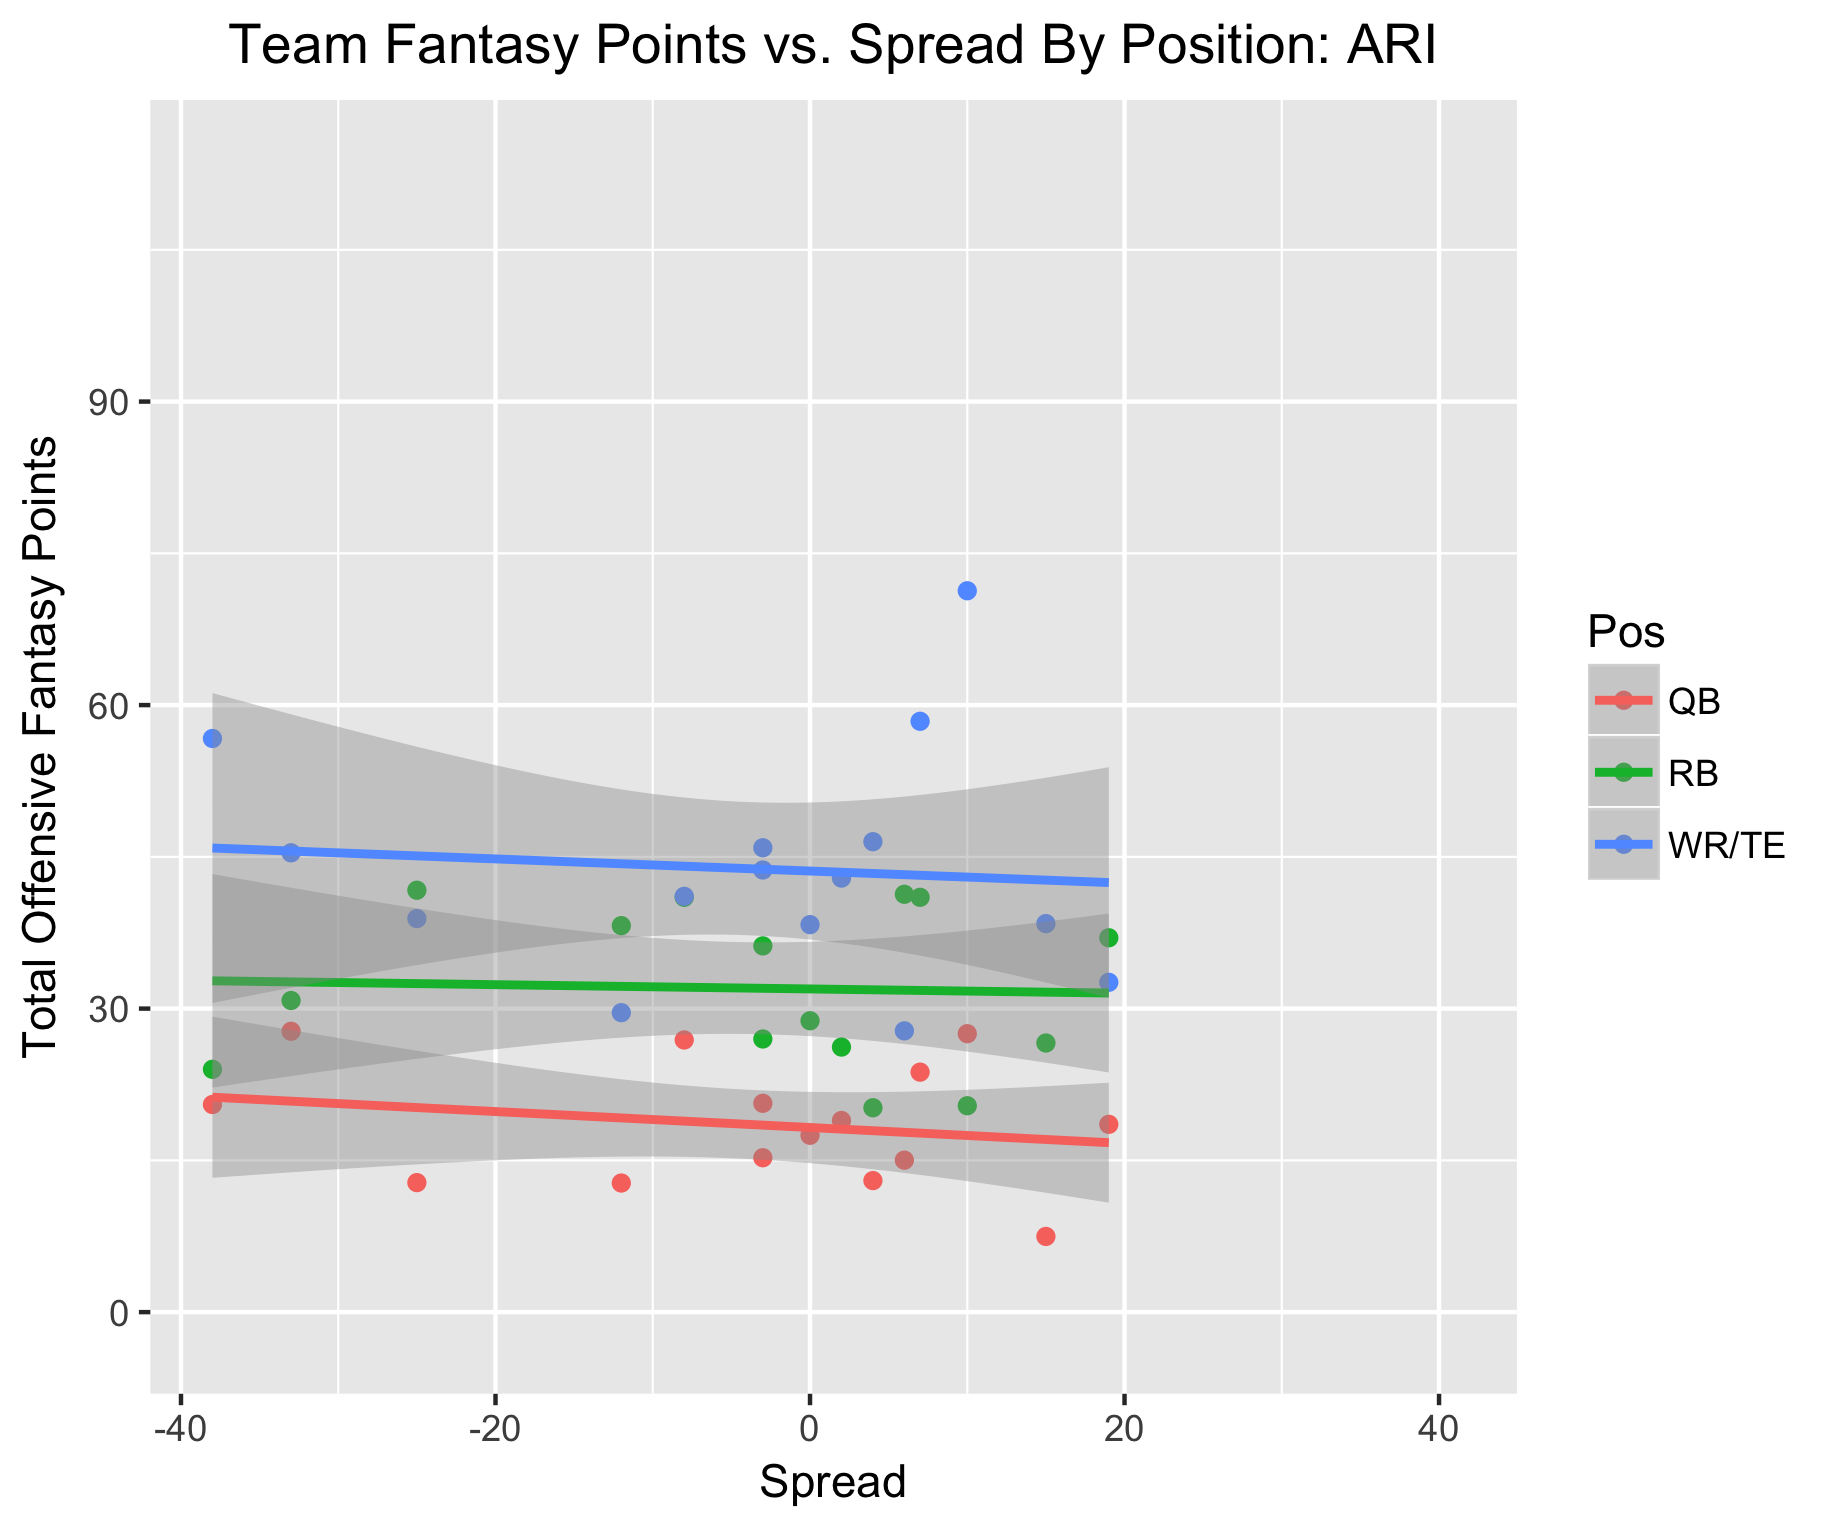 Team Fantasy Points vs. Spread By Position: ARI
Total Offensive Fantasy Points
90
60
30
0
-40
-20
0
20
40
Spread
Pos
QB
RB
WR/TE